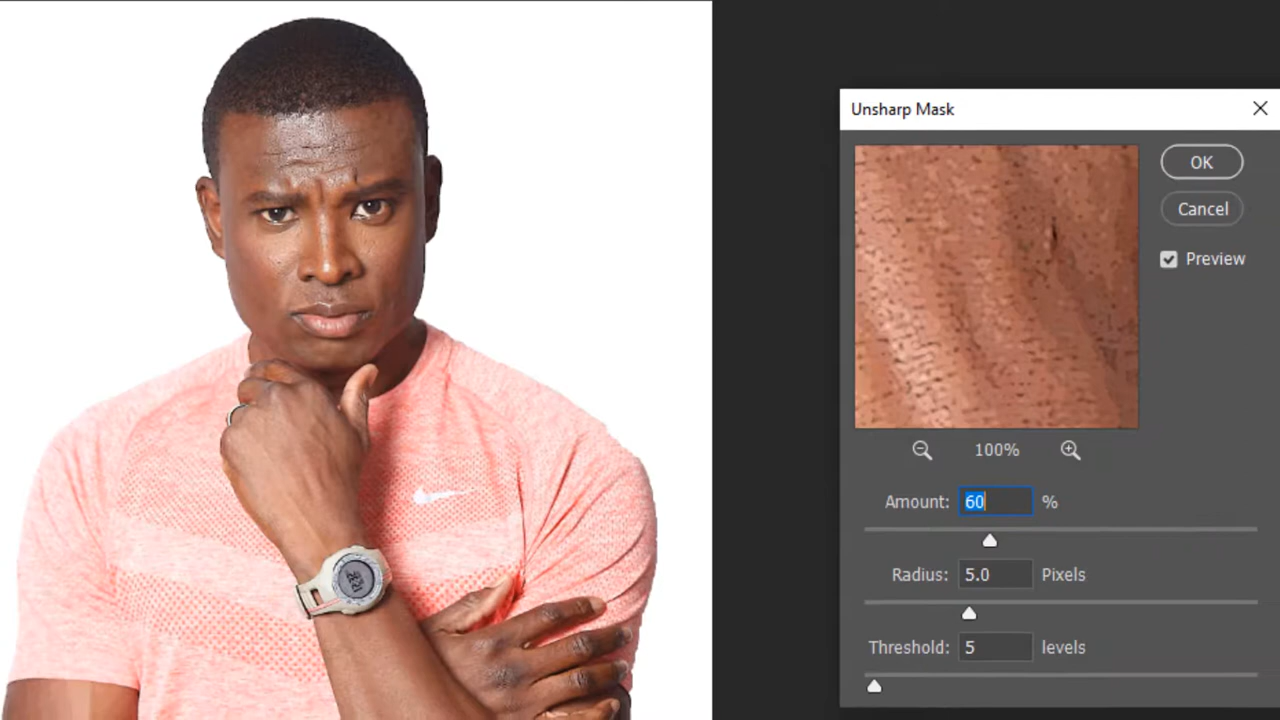 Unsharp Mask
OK
Cancel
Preview
100%
Amount: 60 %
Radius: 5.0 Pixels
Threshold: 5 levels